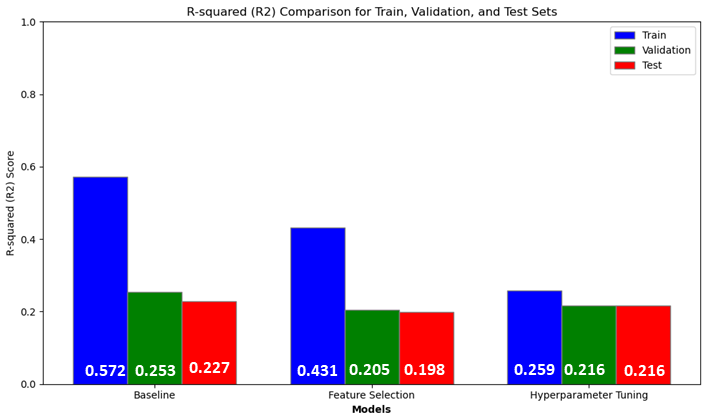 R-squared (R2) Comparison for Train, Validation, and Test Sets
Train
Validation
Test
R-squared (R2) Score
1.0
0.8
0.6
0.4
0.2
0.0
0.572 0.253 0.227
0.431 0.205 0.198
0.259 0.216 0.216
Baseline Feature Selection Hyperparameter Tuning
Models